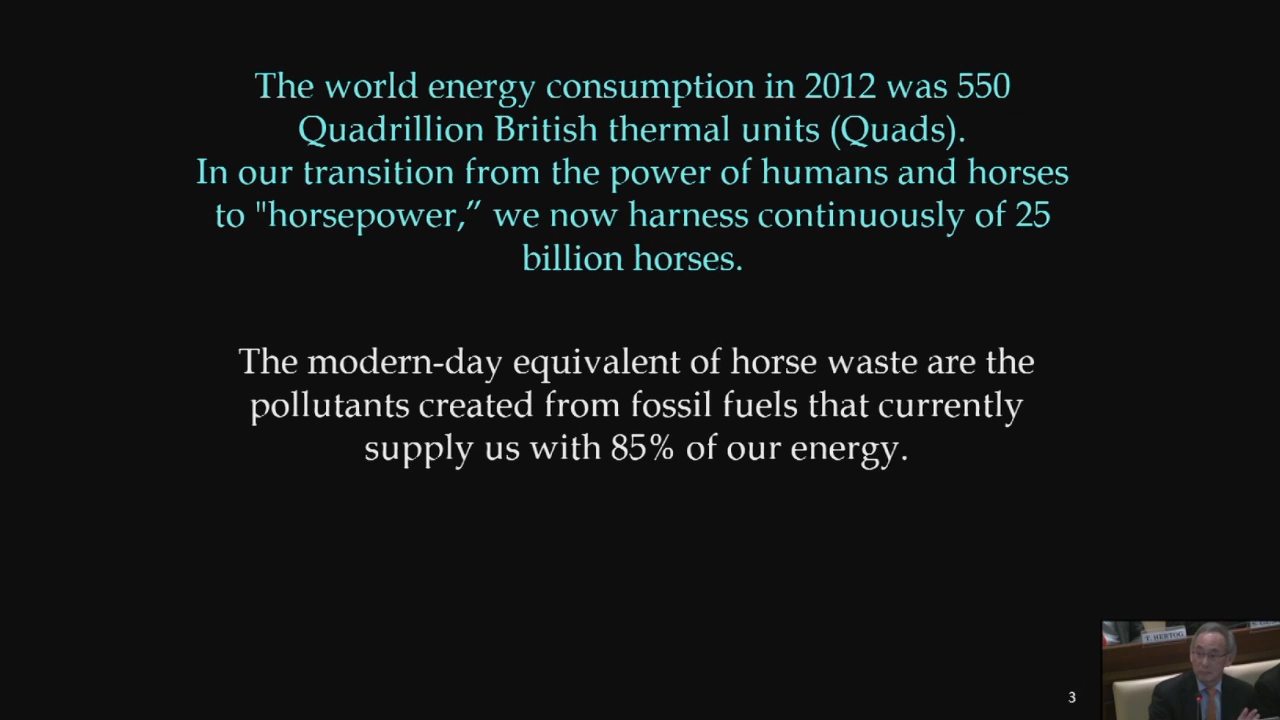 The world energy consumption in 2012 was 550
Quadrillion British thermal units (Quads).
In our transition from the power of humans and horses
to "horsepower,” we now harness continuously of 25
billion horses.
The modern-day equivalent of horse waste are the
pollutants created from fossil fuels that currently
supply us with 85% of our energy.
T. HERTOG
3